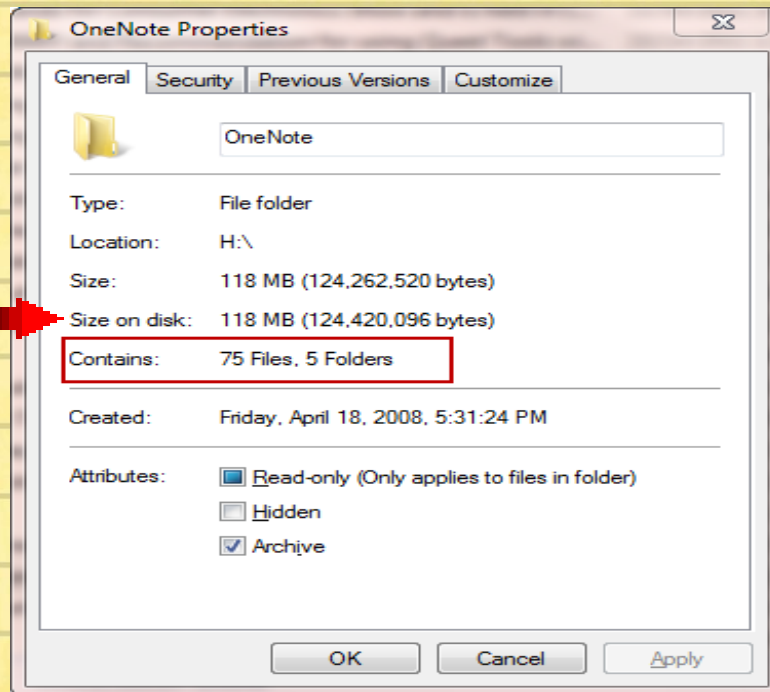 OneNote Properties
General Security Previous Versions Customize
OneNote
Type: File folder
Location: H:\
Size: 118 MB (124,262,520 bytes)
Size on disk: 118 MB (124,420,096 bytes)
Contains: 75 Files, 5 Folders
Created: Friday, April 18, 2008, 5:31:24 PM
Attributes: Read-only (Only applies to files in folder)
Hidden
Archive
OK Cancel Apply